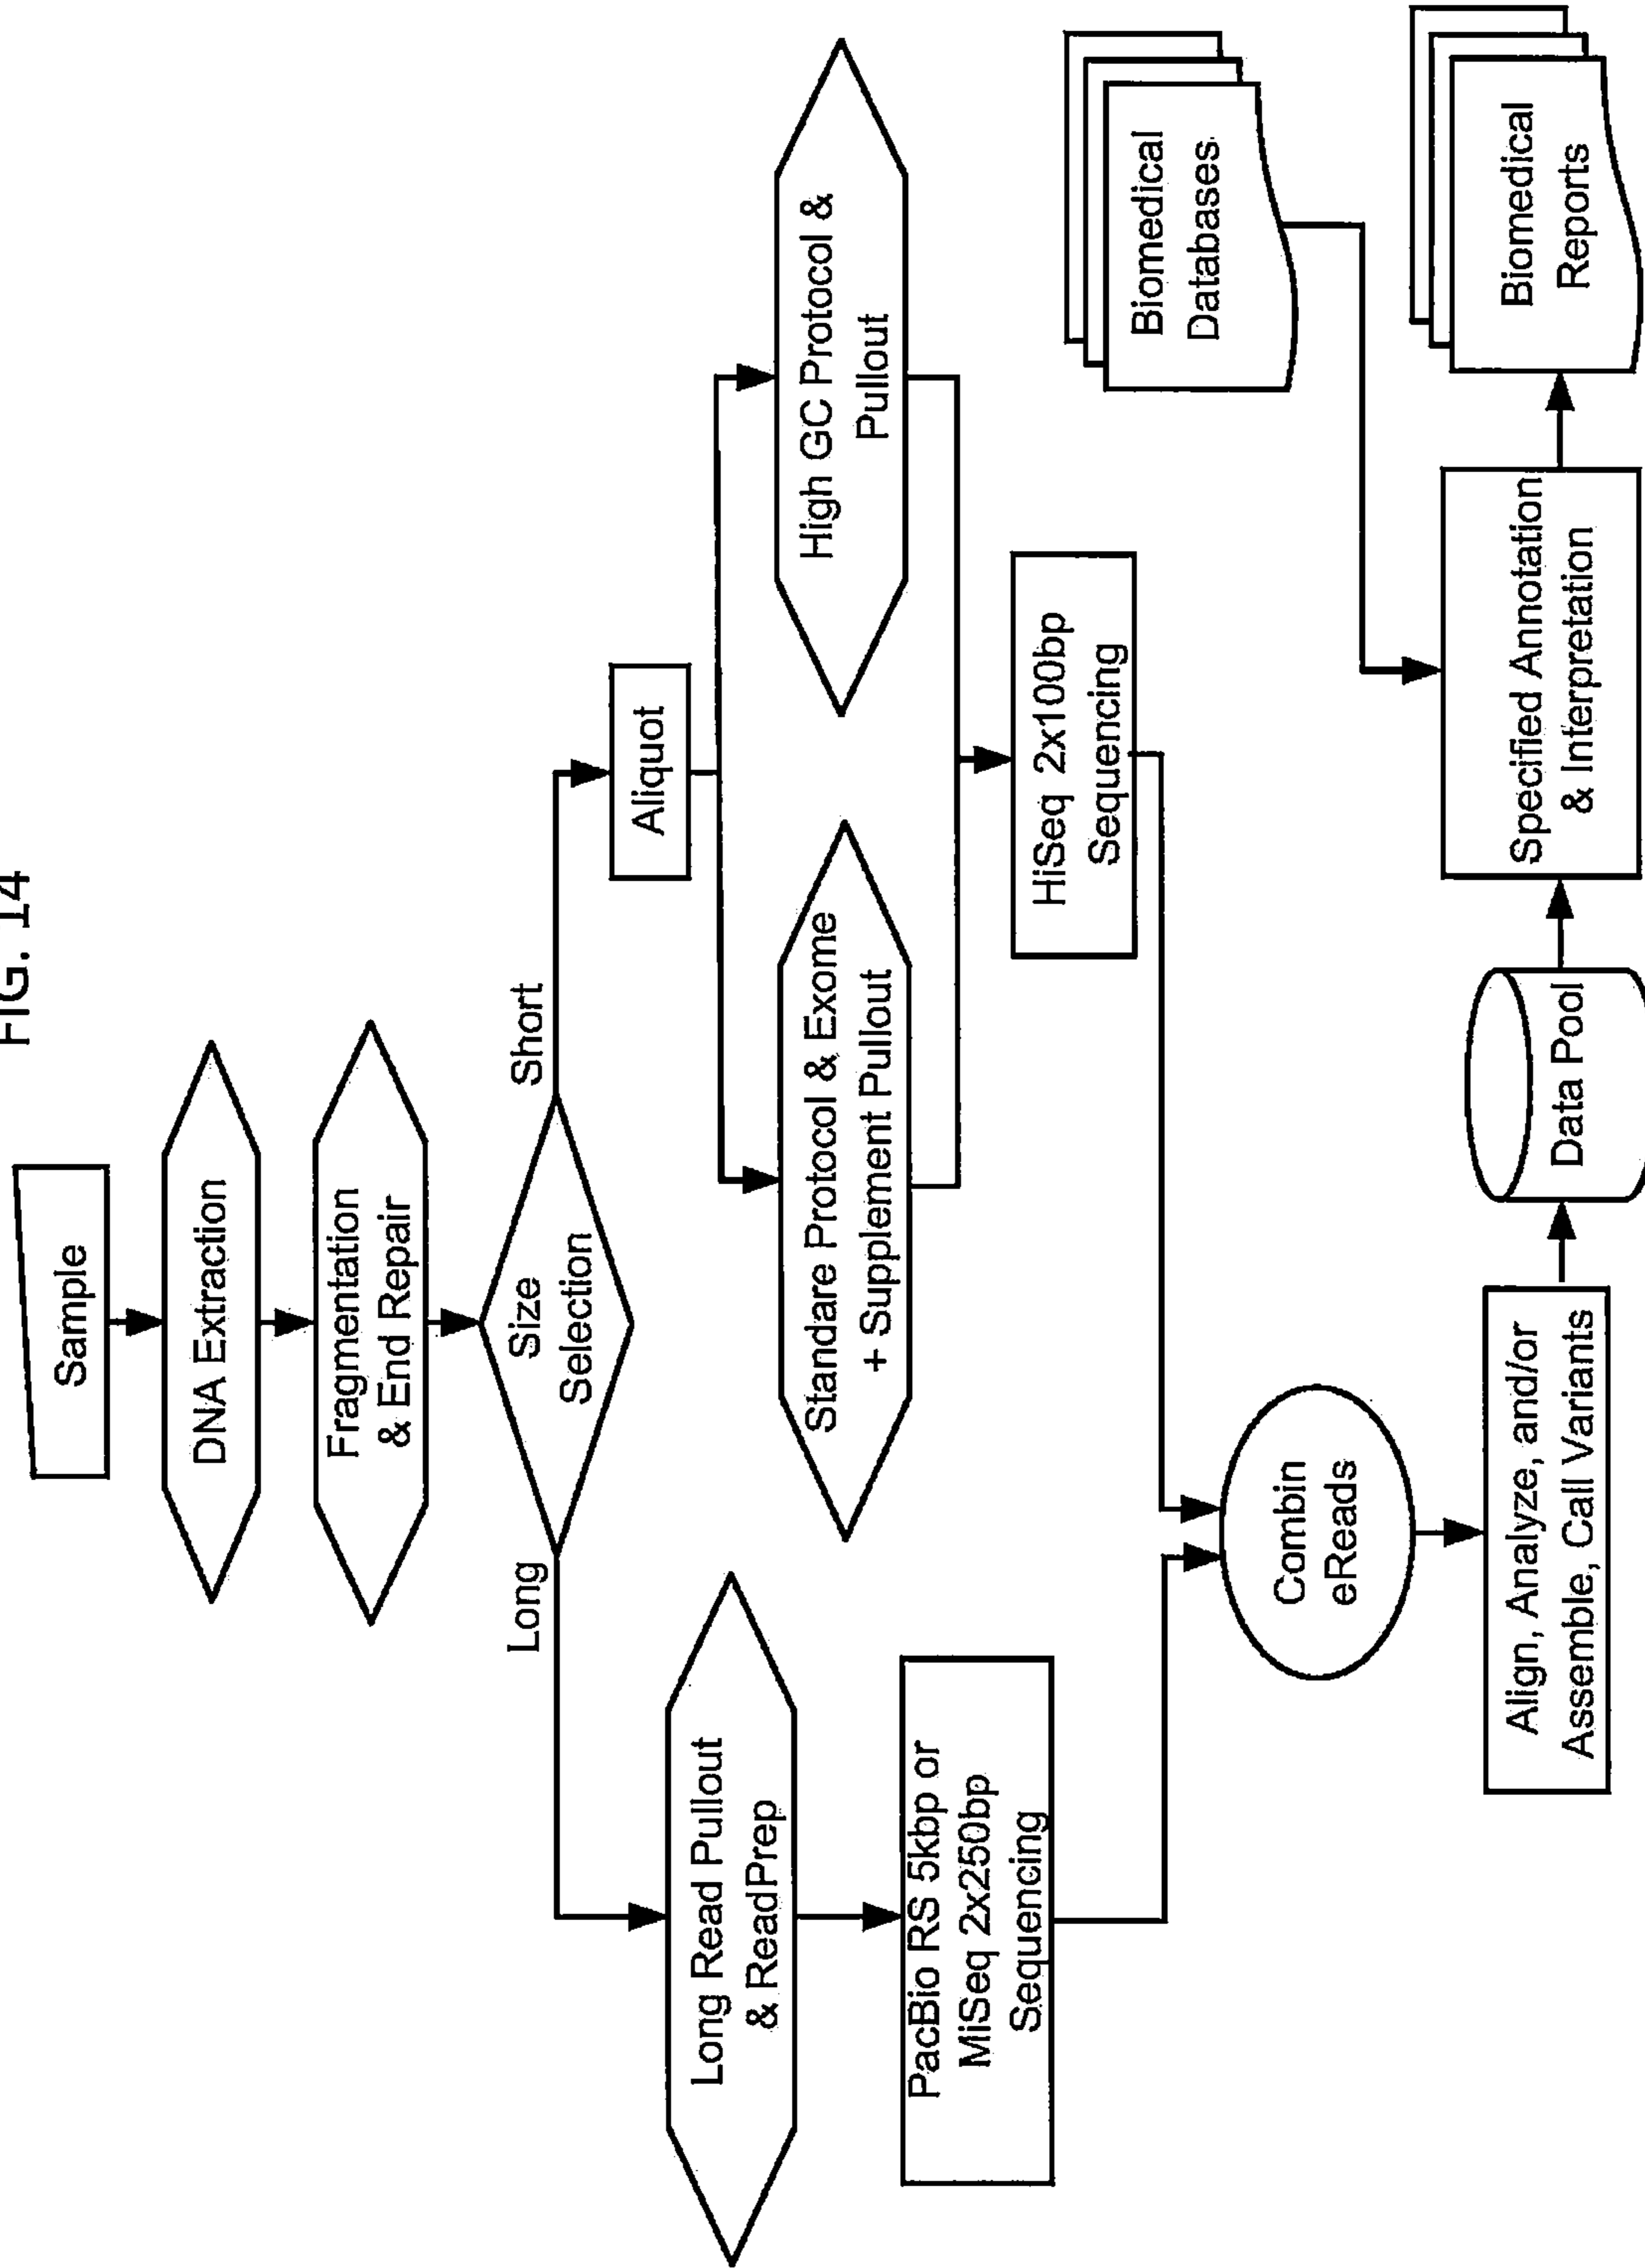 FIG. 14
Sample
DNA Extraction
Fragmentation
& End Repair
Size
Selection
Long
Short
Long Read Pullout
& ReadPrep
Aliquot
Standare Protocol & Exome
+ Supplement Pullout
High GC Protocol &
Pullout
PacBio RS 5kbp or
MiSeq 2x250bp
Sequencing
HiSeq 2x100bp
Sequencing
Combin
eReads
Biomedical
Databases
Align, Analyze, and/or
Assemble, Call Variants
Data Pool
Specified Annotation
& Interpretation
Biomedical
Reports